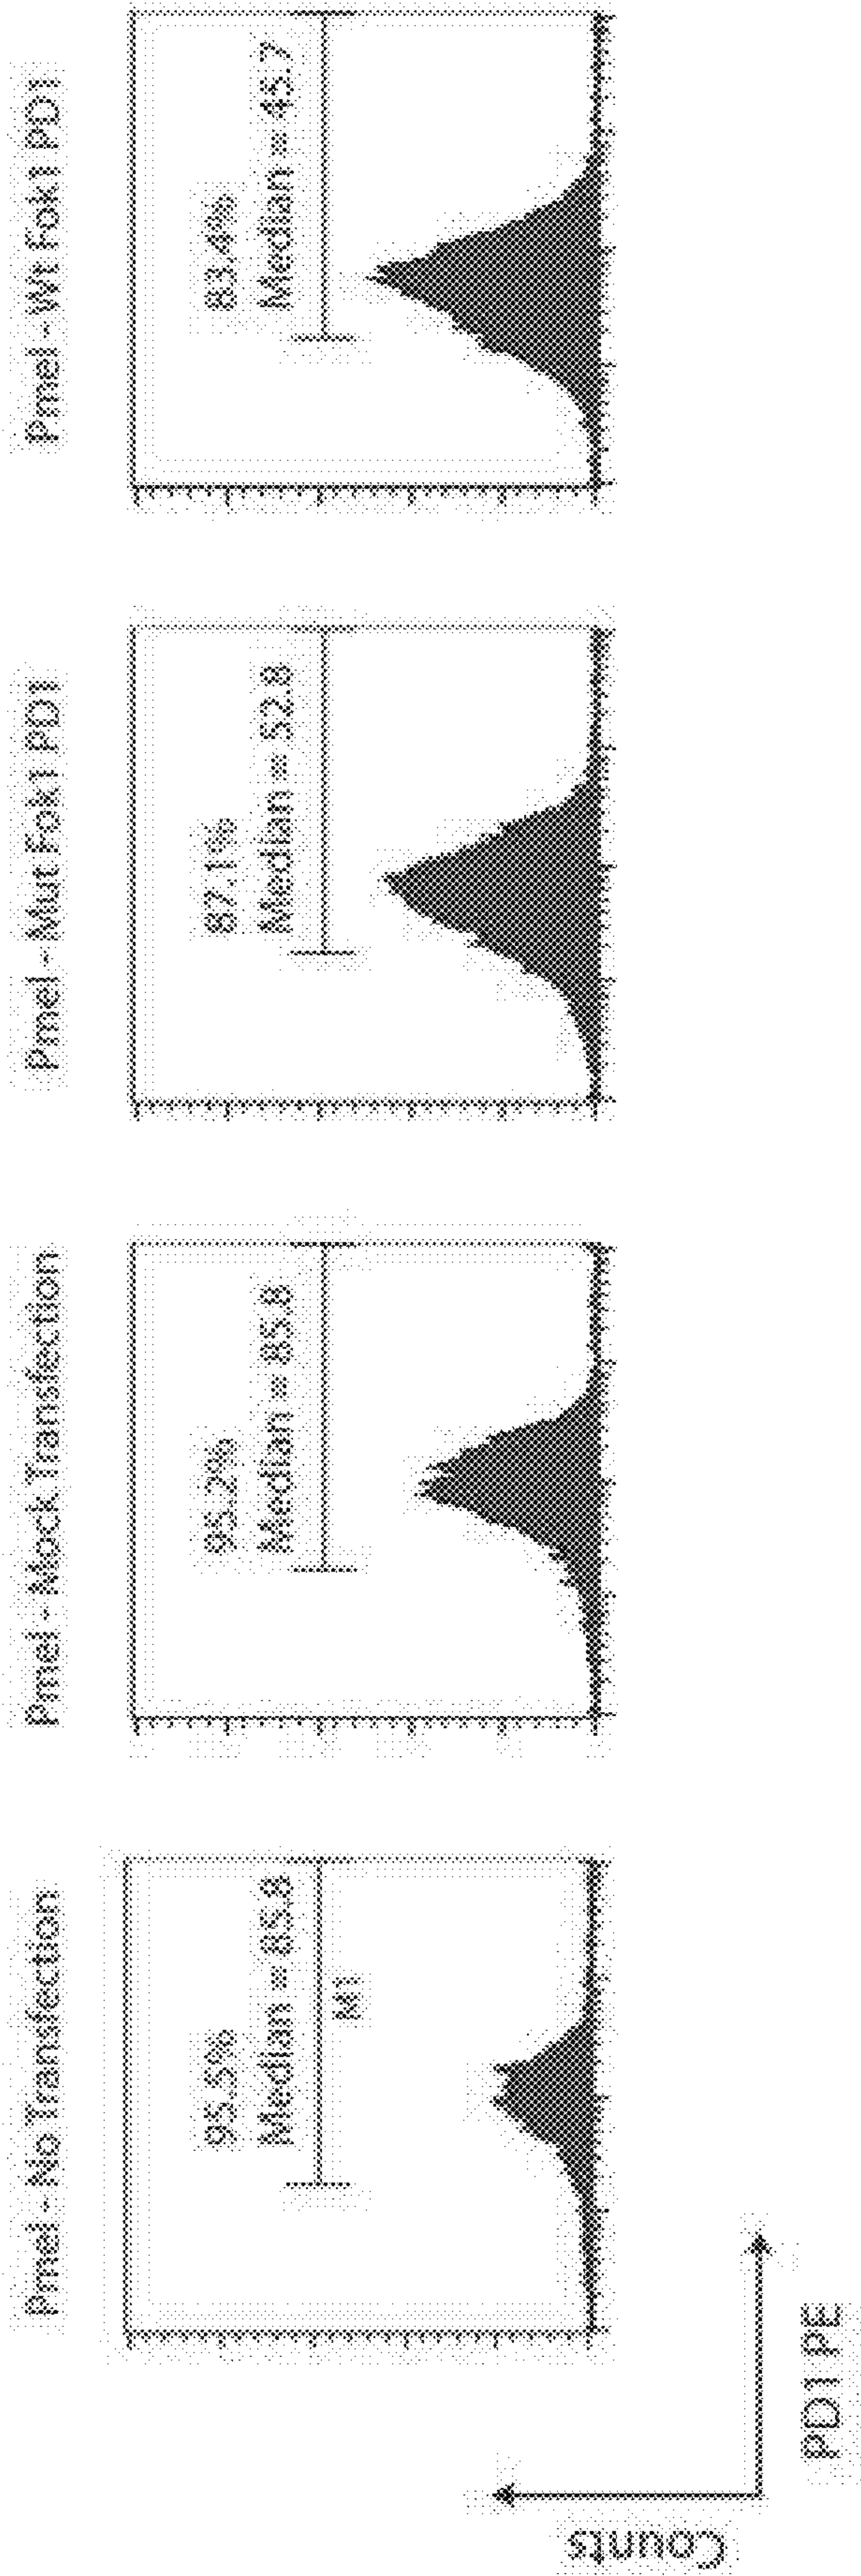 Pmel - No Transfection
95.5%
Median = 85.8
M1
Pmel - Mock Transfection
95.2%
Median = 85.8
Pmel - Mut Fok1 PD1
87.1%
Median = 52.8
Pmel - Wt Fok1 PD1
83.4%
Median = 45.7
Counts
PD1 PE